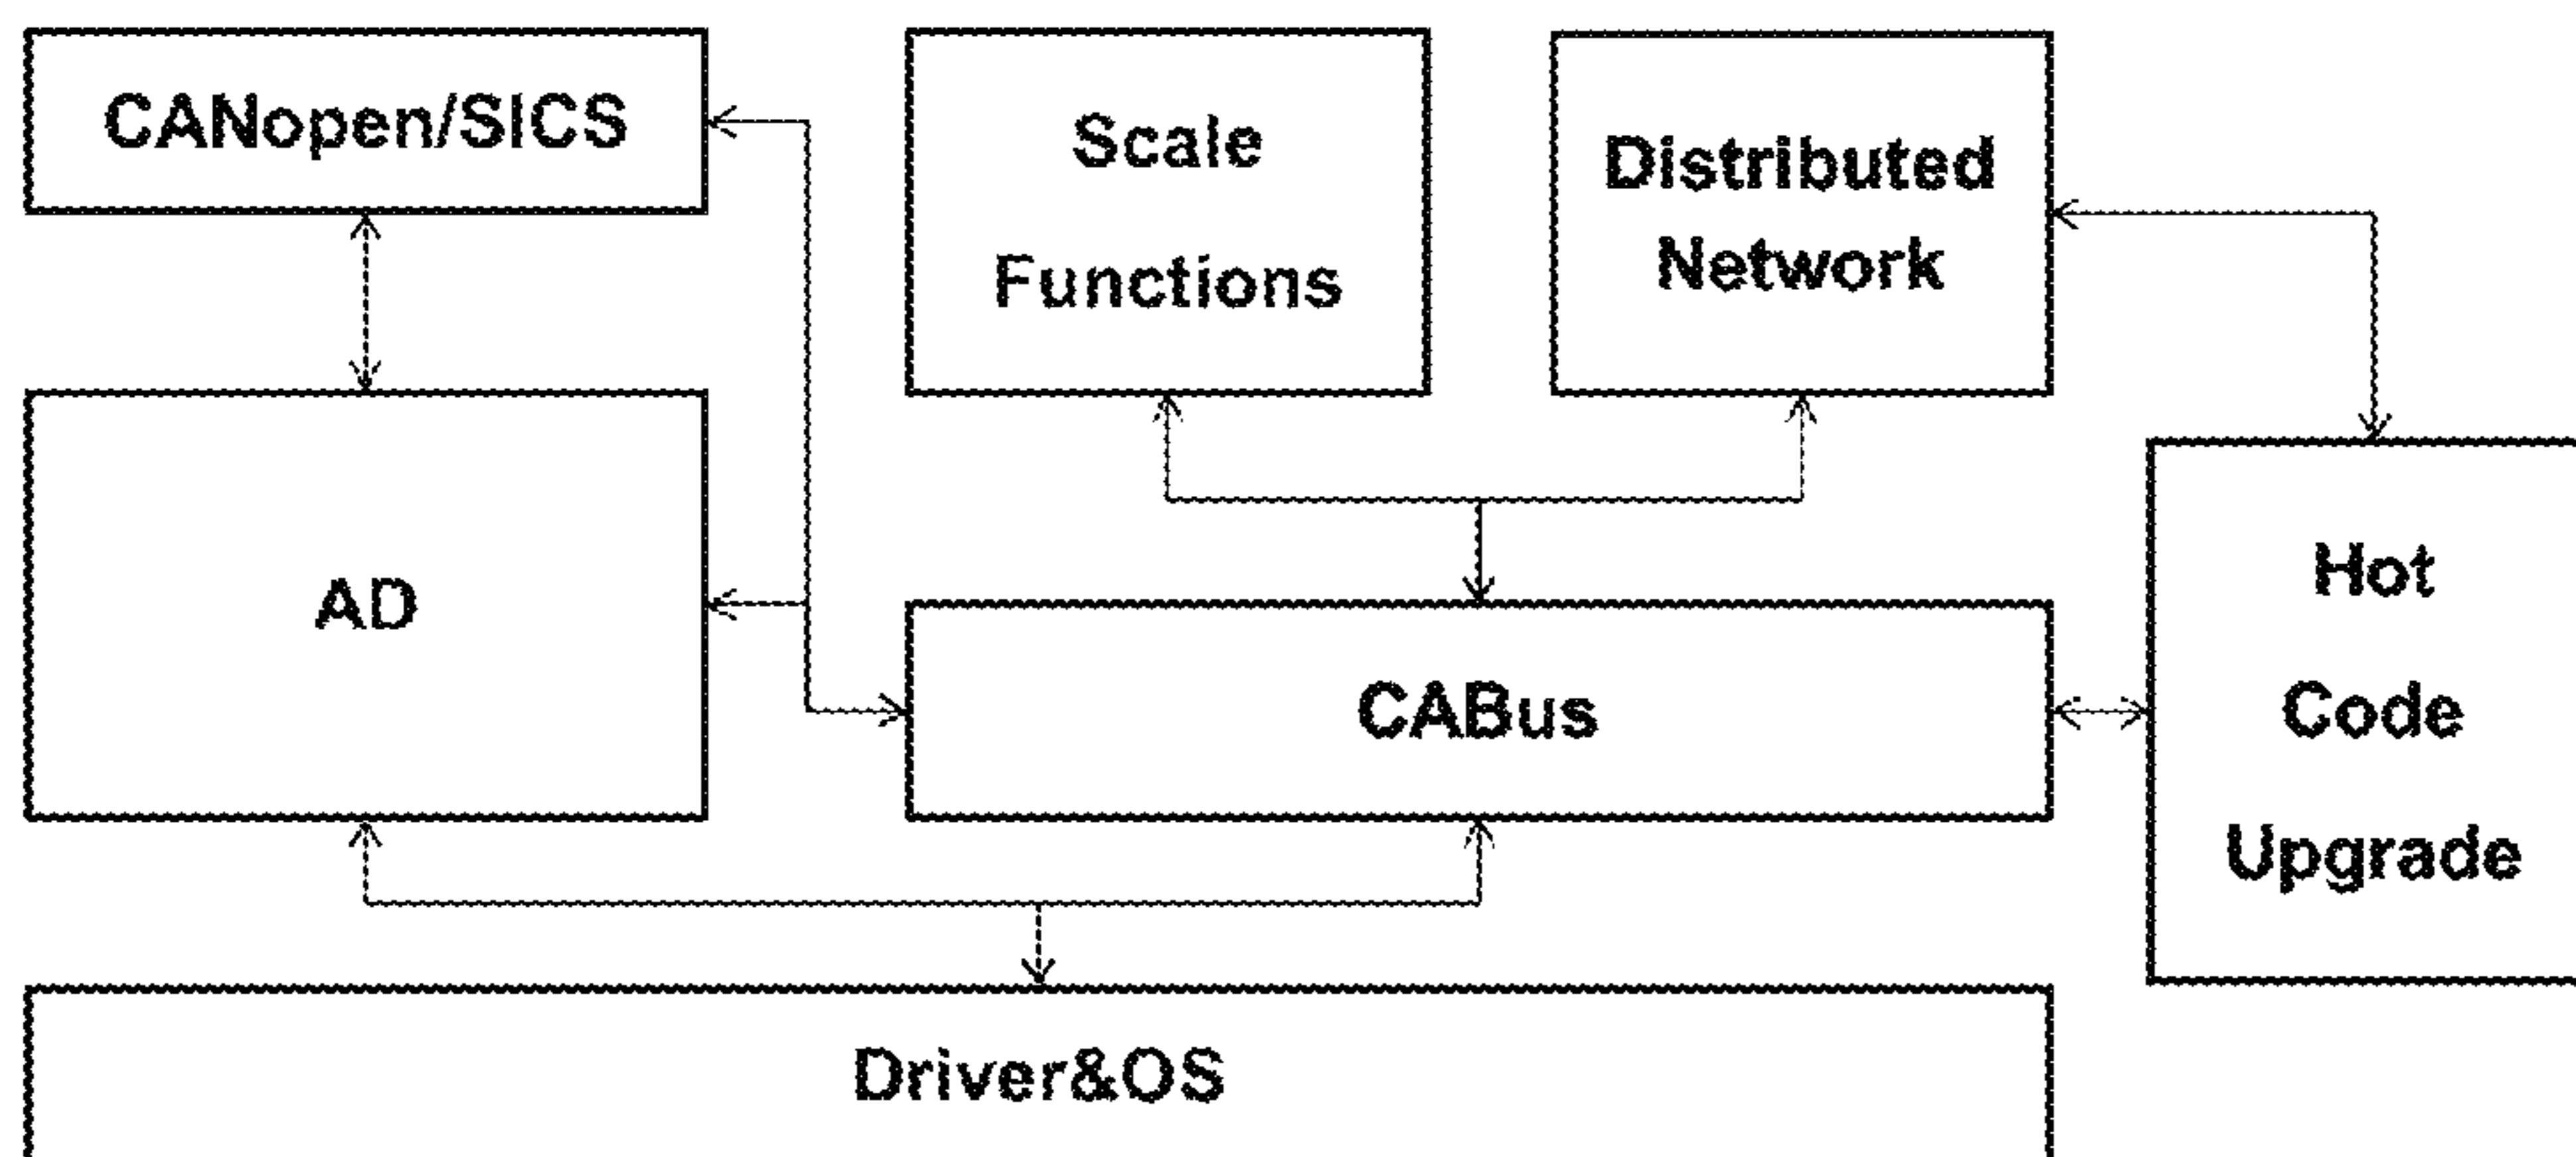 CANopen/SICS
Scale
Functions
Distributed
Network
AD
CABus
Hot
Code
Upgrade
Driver&OS